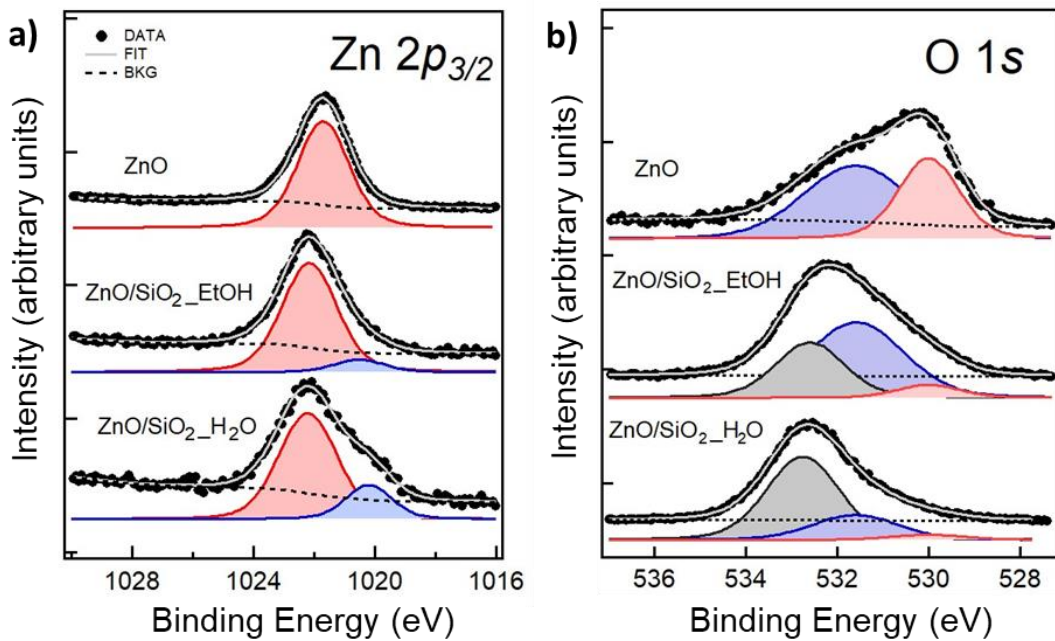 a)
DATA
FIT
BKG
Zn 2p3/2
ZnO
ZnO/SiO2_EtOH
ZnO/SiO2_H2O
Intensity (arbitrary units)
1028 1024 1020 1016
Binding Energy (eV)
b)
O 1s
ZnO
ZnO/SiO2_EtOH
ZnO/SiO2_H2O
Intensity (arbitrary units)
536 534 532 530 528
Binding Energy (eV)